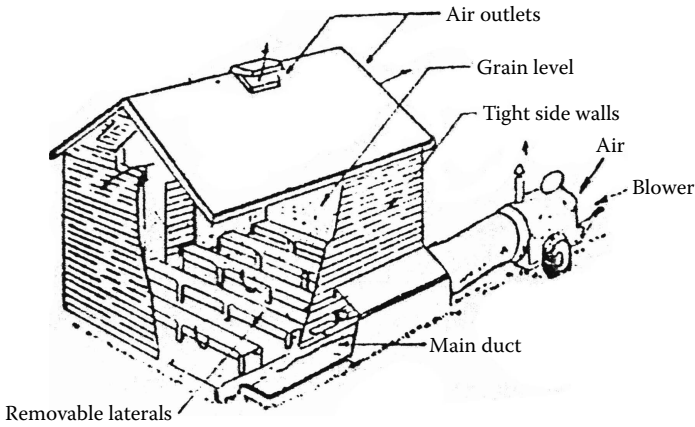 Air outlets
Grain level
Tight side walls
Air
Blower
Main duct
Removable laterals